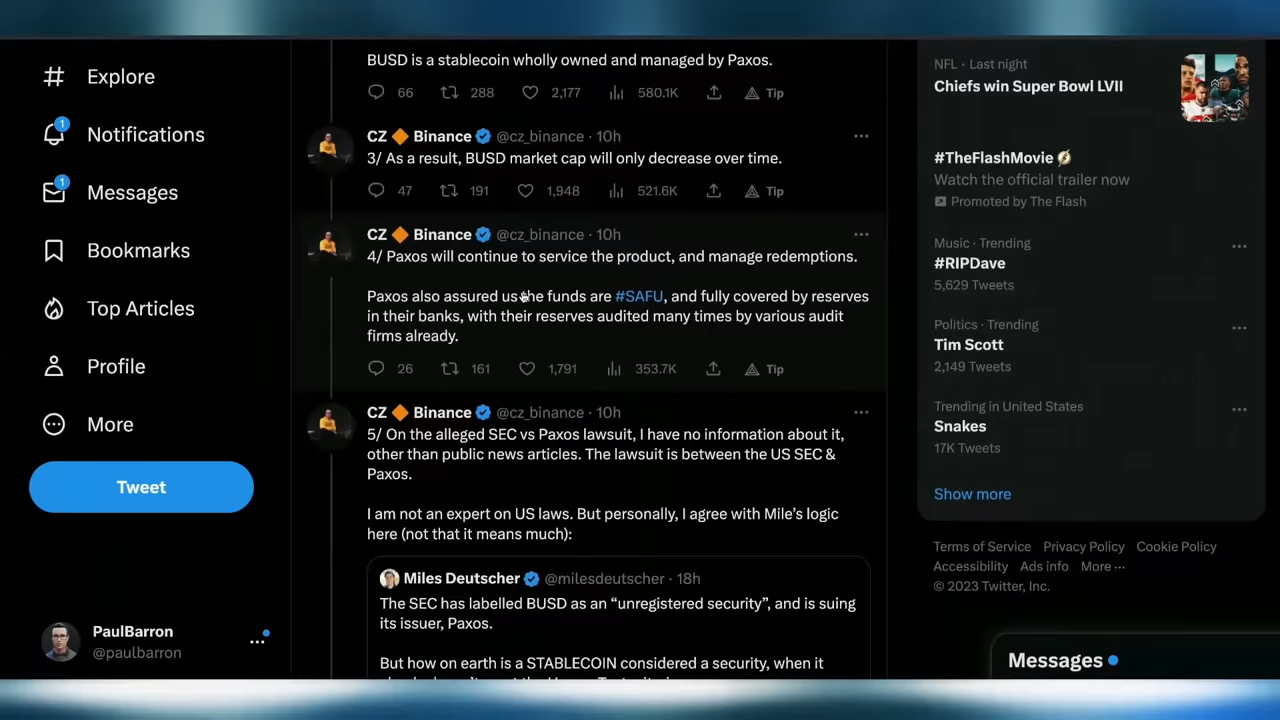 Explore
Notifications
1
Messages
1
Bookmarks
Top Articles
Profile
More
Tweet
PaulBarron
@paulbarron
BUSD is a stablecoin wholly owned and managed by Paxos.
66 288 2,177 580.1K Tip
CZ Binance @cz_binance · 10h
3/ As a result, BUSD market cap will only decrease over time.
47 191 1,948 521.6K Tip
CZ Binance @cz_binance · 10h
4/ Paxos will continue to service the product, and manage redemptions.
Paxos also assured us the funds are #SAFU, and fully covered by reserves
in their banks, with their reserves audited many times by various audit
firms already.
26 161 1,791 353.7K Tip
CZ Binance @cz_binance · 10h
5/ On the alleged SEC vs Paxos lawsuit, I have no information about it,
other than public news articles. The lawsuit is between the US SEC &
Paxos.
I am not an expert on US laws. But personally, I agree with Mile’s logic
here (not that it means much):
Miles Deutscher @milesdeutscher · 18h
The SEC has labelled BUSD as an “unregistered security”, and is suing
its issuer, Paxos.
But how on earth is a STABLECOIN considered a security, when it
NFL · Last night
Chiefs win Super Bowl LVII
#TheFlashMovie
Watch the official trailer now
Promoted by The Flash
Music · Trending
#RIPDave
5,629 Tweets
Politics · Trending
Tim Scott
2,149 Tweets
Trending in United States
Snakes
17K Tweets
Show more
Terms of Service Privacy Policy Cookie Policy
Accessibility Ads info More ···
© 2023 Twitter, Inc.
Messages